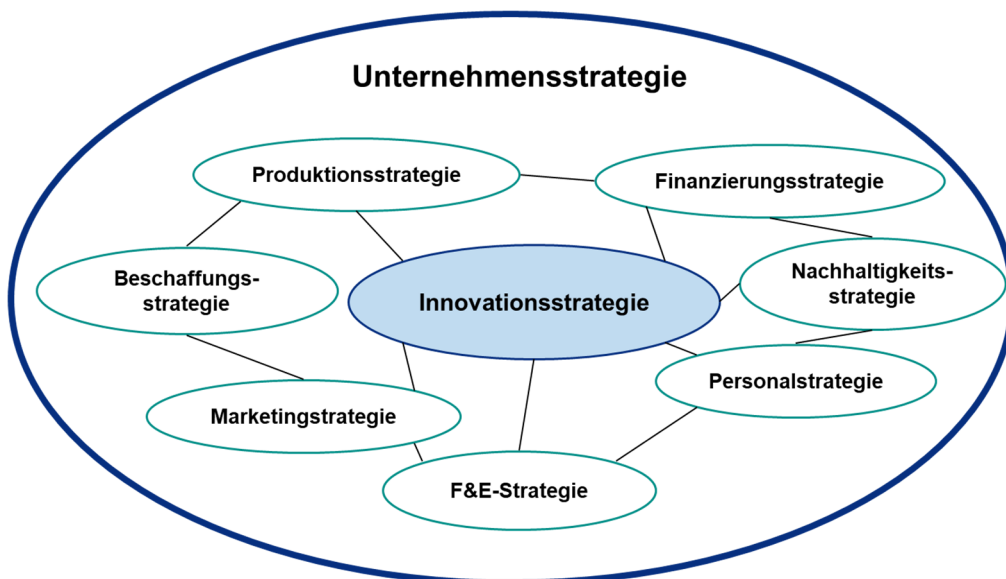 Unternehmensstrategie
Produktionsstrategie
Finanzierungsstrategie
Beschaffungs-
strategie
Innovationsstrategie
Nachhaltigkeits-
strategie
Personalstrategie
Marketingstrategie
F&E-Strategie